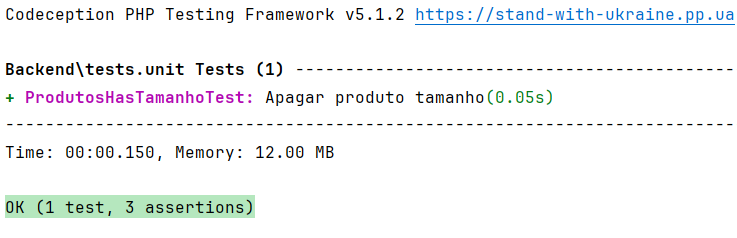 Codeception PHP Testing Framework v5.1.2 https://stand-with-ukraine.pp.ua
Backend\tests.unit Tests (1) --------------------------------------------
+ ProdutosHasTamanhoTest: Apagar produto tamanho(0.05s)
-------------------------------------------------------------------------
Time: 00:00.150, Memory: 12.00 MB
OK (1 test, 3 assertions)